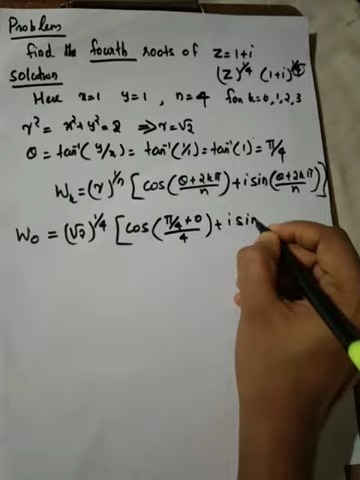 Problem
find the fourth roots of z=1+i
solution (z)^1/4 (1+i)^1/4
Here x=1 y=1, n=4 for k=0,1,2,3
r²= x²+y²=2 ⇒r=√2
θ=tan⁻¹(y/x)=tan⁻¹(1/1)=tan⁻¹(1)=π/4
W_k=(r)^1/n [cos(θ+2kπ/n)+i sin(θ+2kπ/n)]
W₀=(√2)^1/4 [cos(π/4+0/4)+i sin